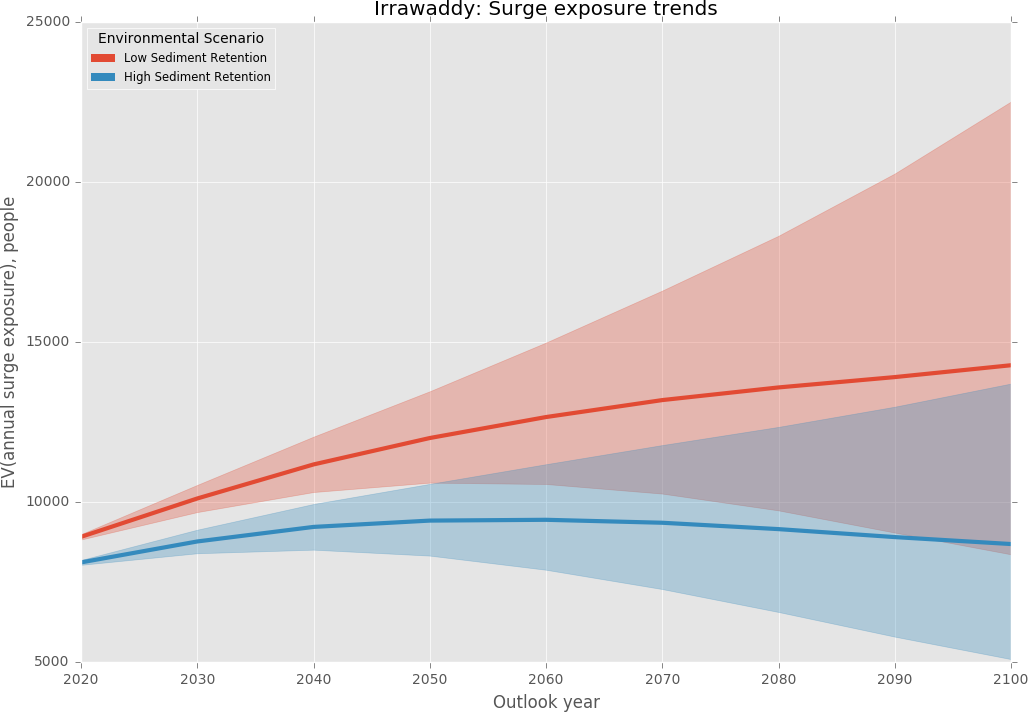 Irrawaddy: Surge exposure trends
25000
Environmental Scenario
Low Sediment Retention
High Sediment Retention
20000
15000
10000
5000
EV(annual surge exposure), people
2020 2030 2040 2050 2060 2070 2080 2090 2100
Outlook year